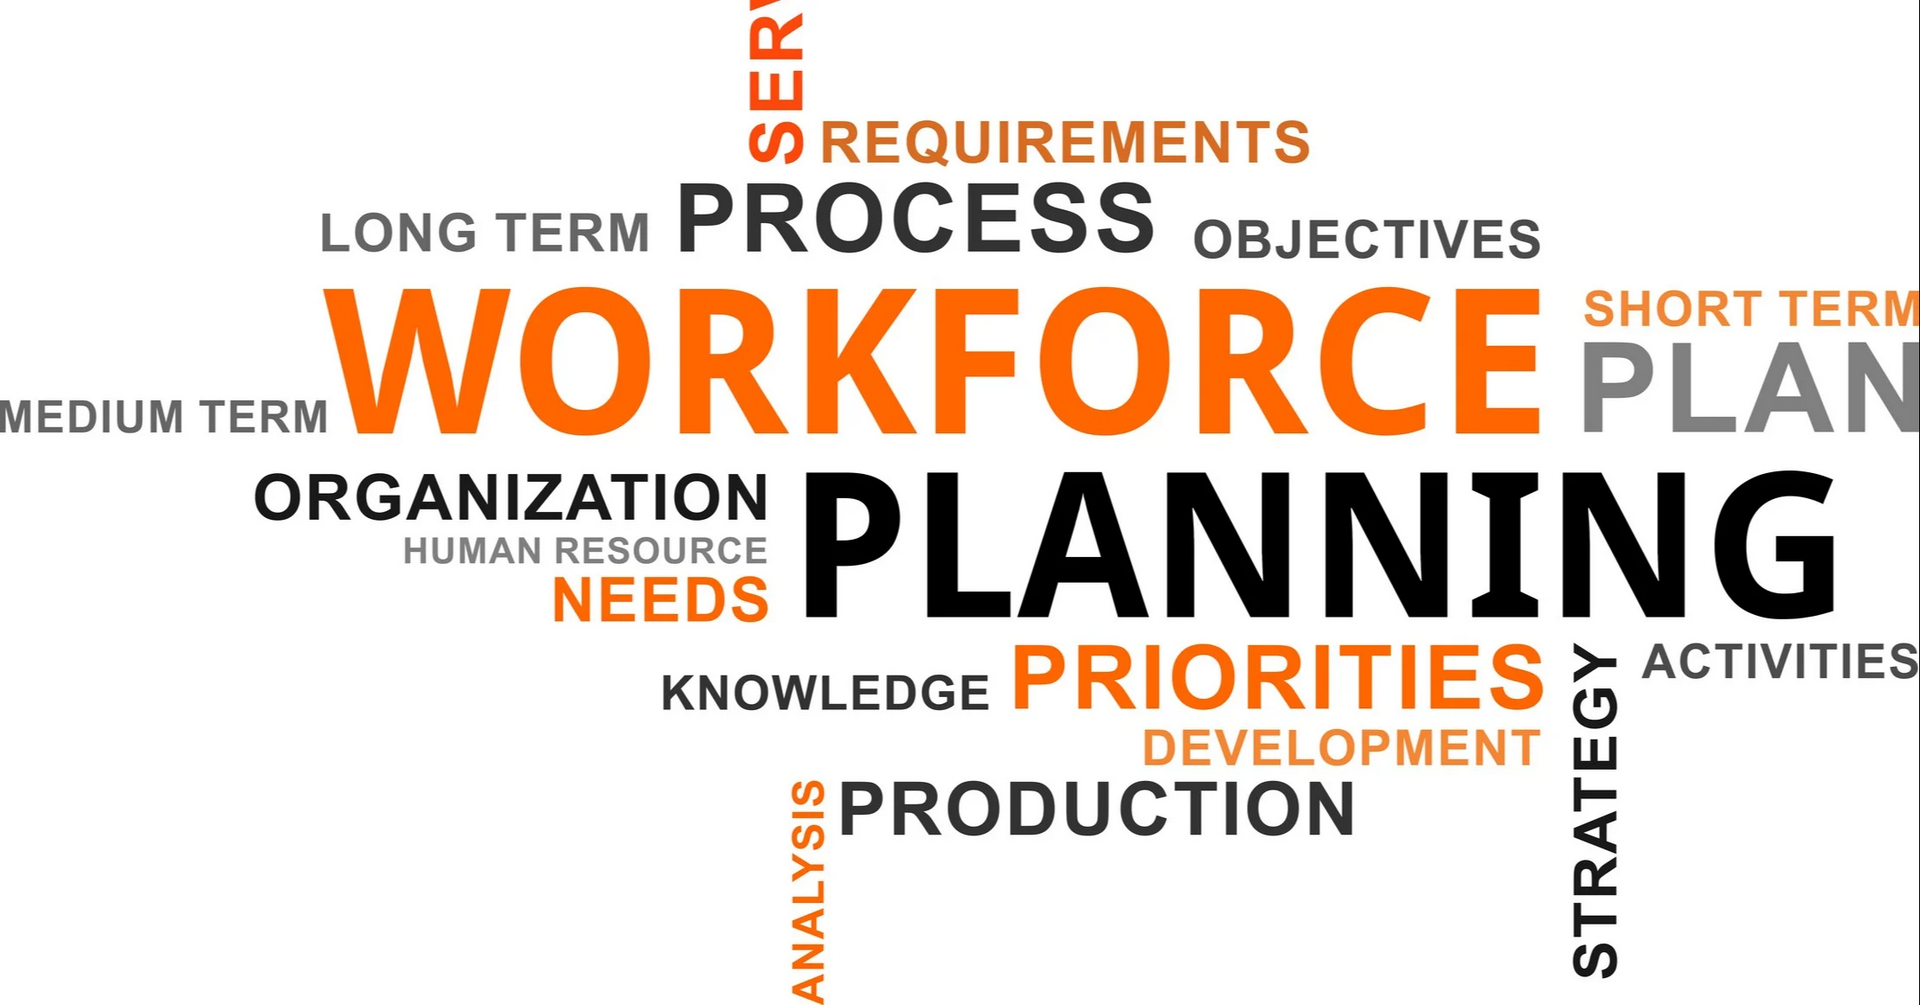 SERV
REQUIREMENTS
LONG TERM
PROCESS
OBJECTIVES
WORKFORCE
SHORT TERM
PLAN
MEDIUM TERM
ORGANIZATION
PLANNING
HUMAN RESOURCE
NEEDS
KNOWLEDGE
PRIORITIES
STRATEGY
ACTIVITIES
DEVELOPMENT
ANALYSIS
PRODUCTION